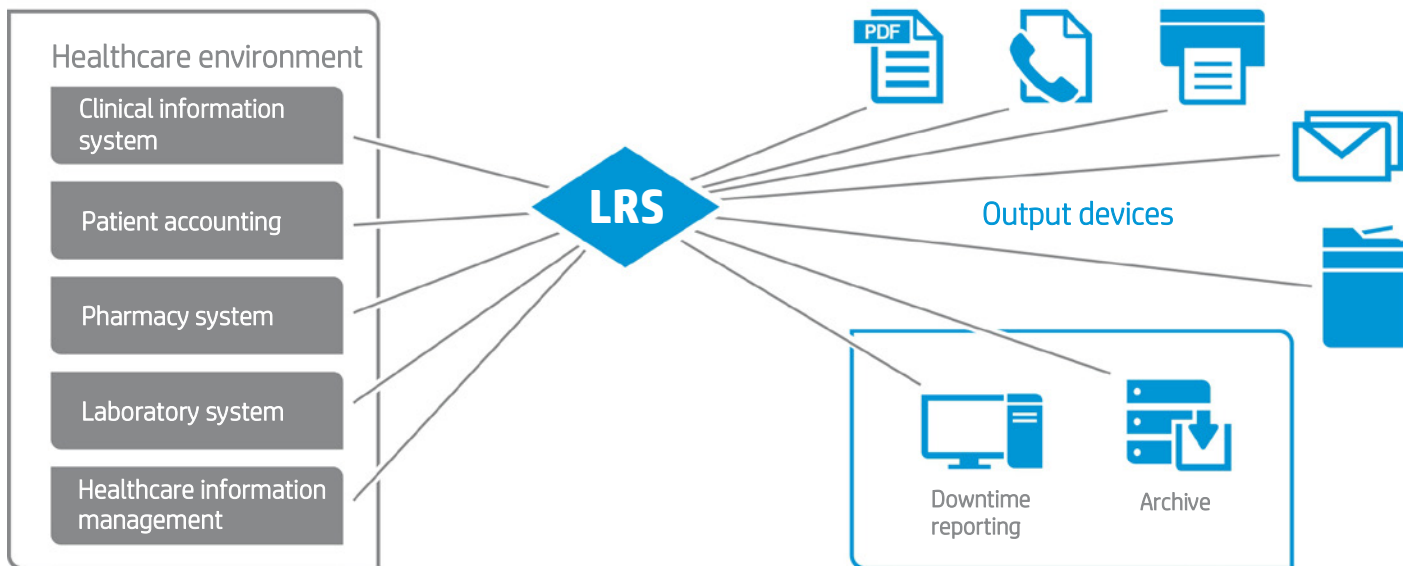 Healthcare environment
Clinical information
system
Patient accounting
Pharmacy system
Laboratory system
Healthcare information
management
LRS
PDF
Output devices
Downtime
reporting
Archive